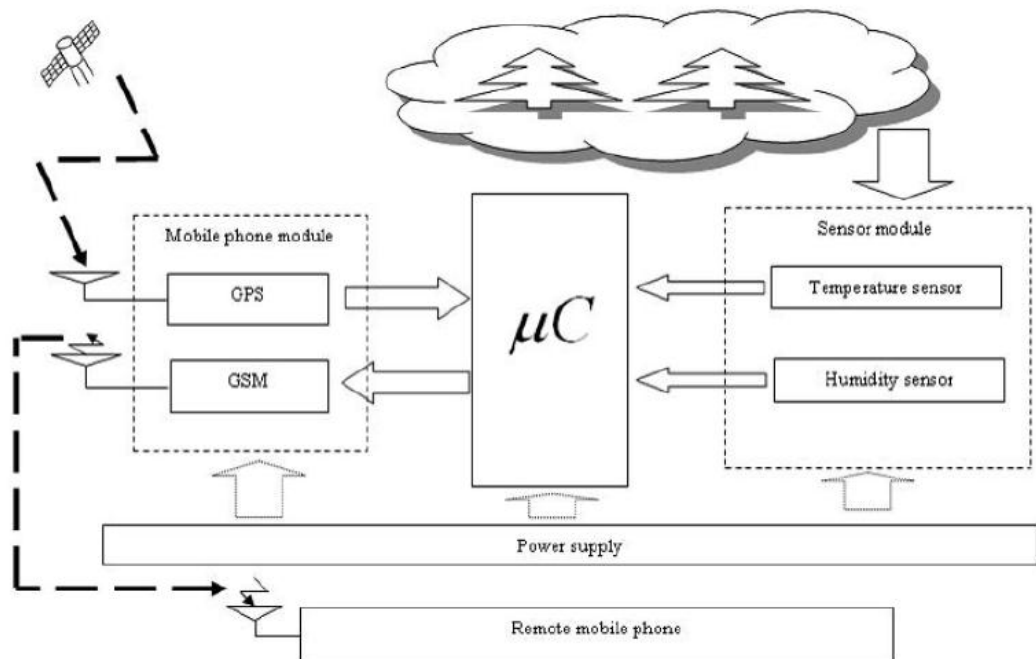 Mobile phone module
GPS
GSM
μC
Sensor module
Temperature sensor
Humidity sensor
Power supply
Remote mobile phone